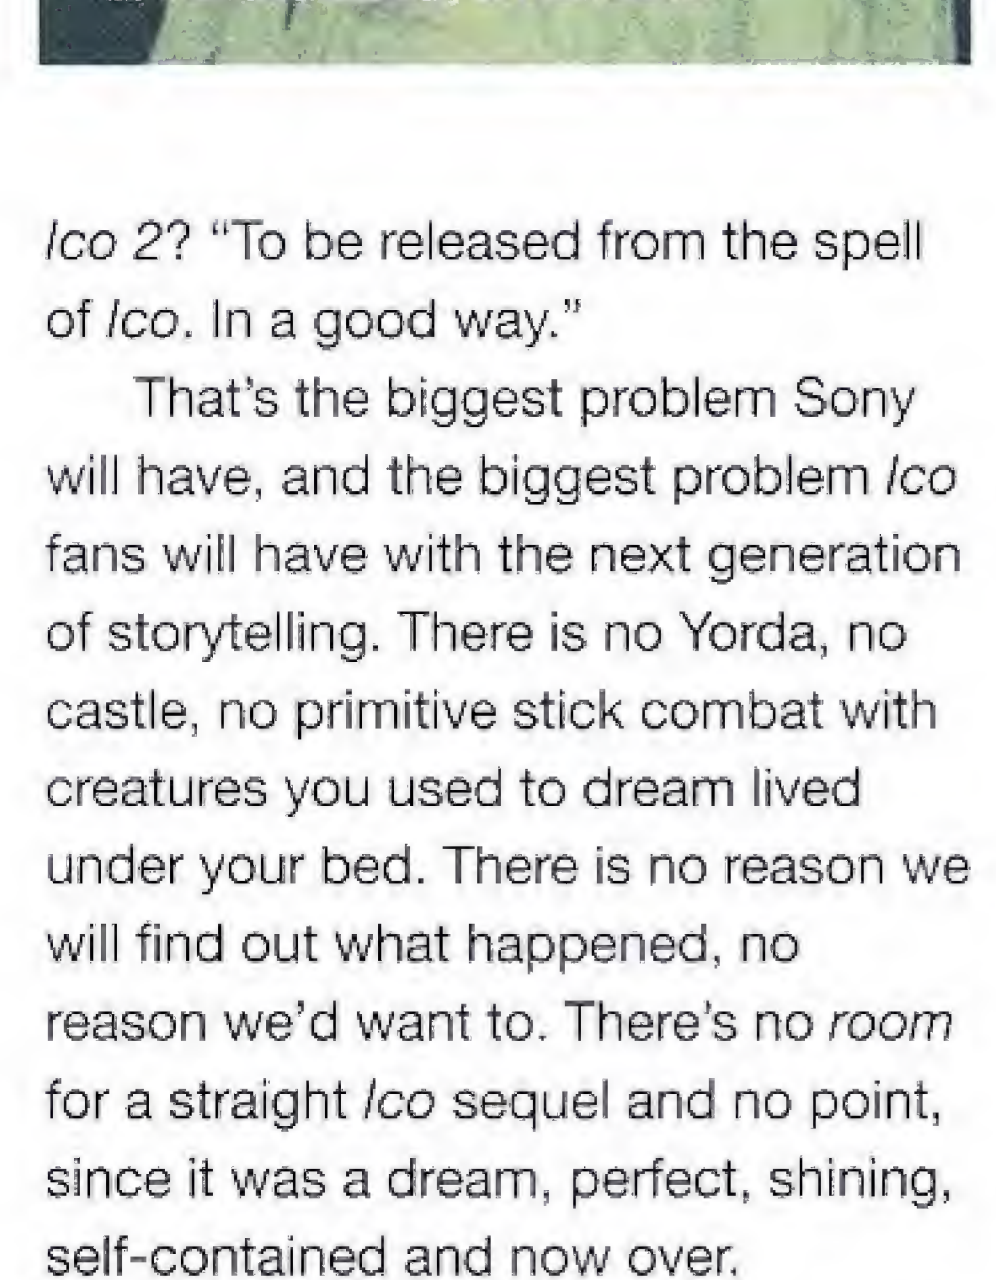 Ico 2? “To be released from the spell
of Ico. In a good way.”
That’s the biggest problem Sony
will have, and the biggest problem Ico
fans will have with the next generation
of storytelling. There is no Yorda, no
castle, no primitive stick combat with
creatures you used to dream lived
under your bed. There is no reason we
will find out what happened, no
reason we’d want to. There’s no room
for a straight Ico sequel and no point,
since it was a dream, perfect, shining,
self-contained and now over.